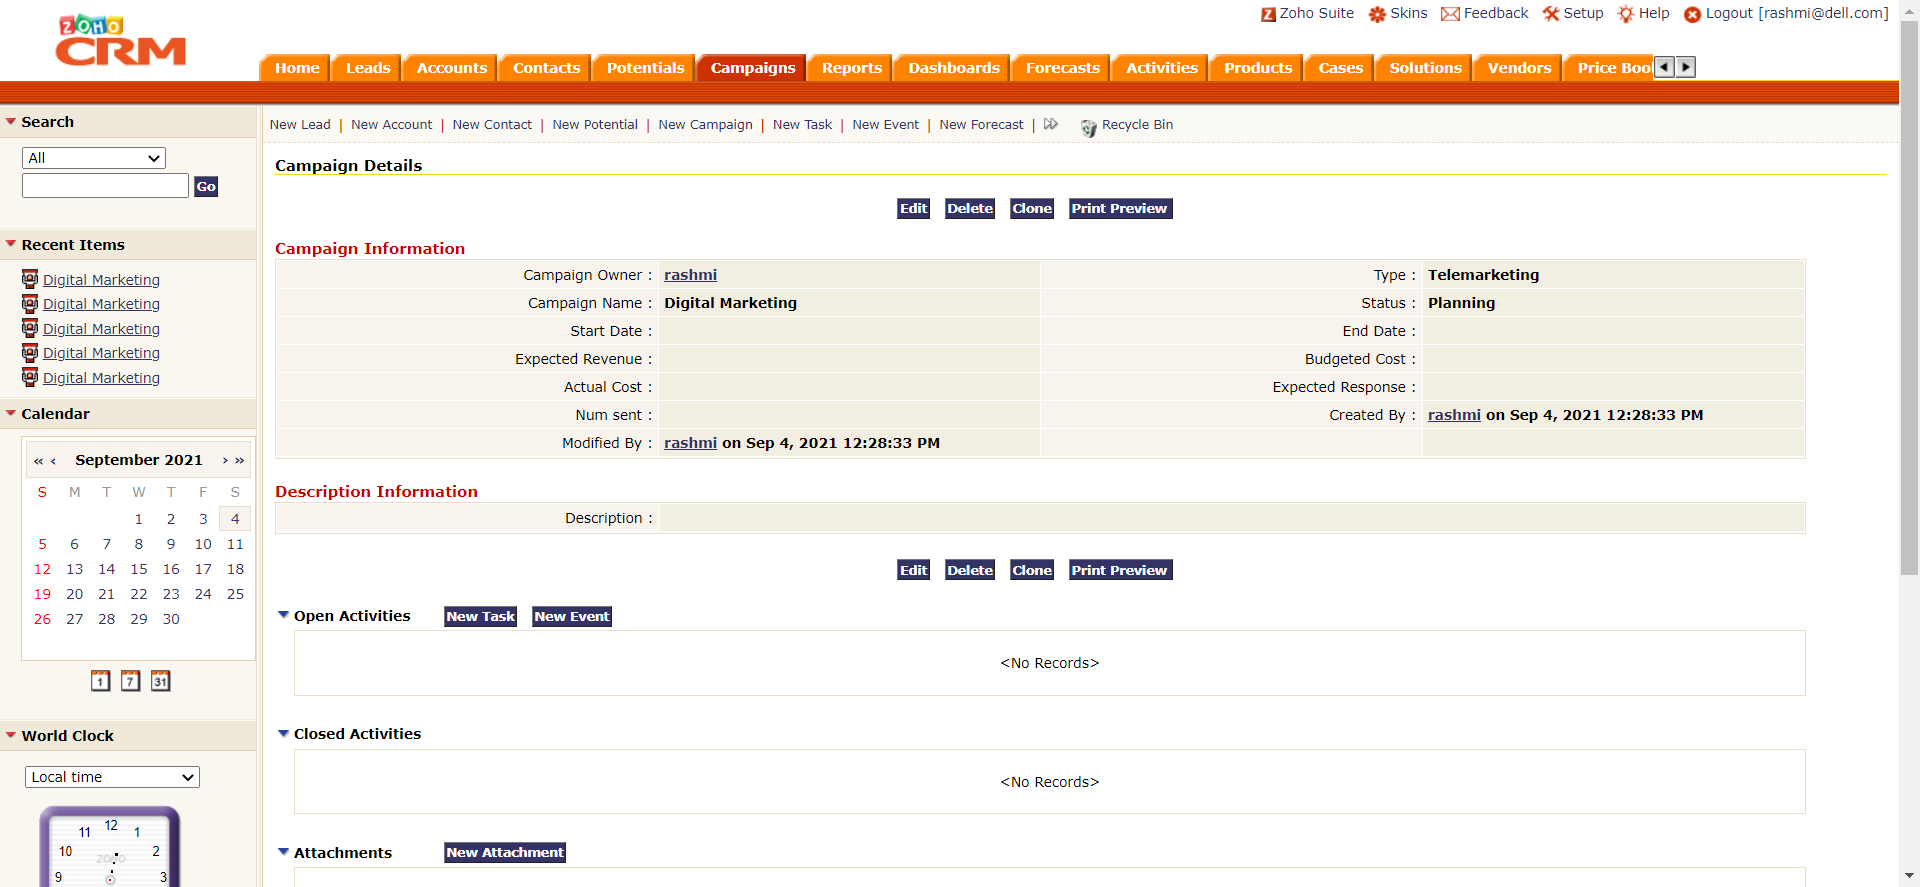 Zoho Suite Skins Feedback Setup Help Logout [rashmi@dell.com]
ZOHO
CRM
Home Leads Accounts Contacts Potentials Campaigns Reports Dashboards Forecasts Activities Products Cases Solutions Vendors Price Boo
New Lead | New Account | New Contact | New Potential | New Campaign | New Task | New Event | New Forecast | Recycle Bin
Search
All
Go
Recent Items
Digital Marketing
Digital Marketing
Digital Marketing
Digital Marketing
Digital Marketing
Calendar
« ‹ September 2021 › »
S M T W T F S
1 2 3 4
5 6 7 8 9 10 11
12 13 14 15 16 17 18
19 20 21 22 23 24 25
26 27 28 29 30
1 7 31
World Clock
Local time
12
11 1
10 2
ZOHO
9 3
Campaign Details
Edit Delete Clone Print Preview
Campaign Information
Campaign Owner : rashmi Type : Telemarketing
Campaign Name : Digital Marketing Status : Planning
Start Date : End Date :
Expected Revenue : Budgeted Cost :
Actual Cost : Expected Response :
Num sent : Created By : rashmi on Sep 4, 2021 12:28:33 PM
Modified By : rashmi on Sep 4, 2021 12:28:33 PM
Description Information
Description :
Edit Delete Clone Print Preview
Open Activities New Task New Event
<No Records>
Closed Activities
<No Records>
Attachments New Attachment